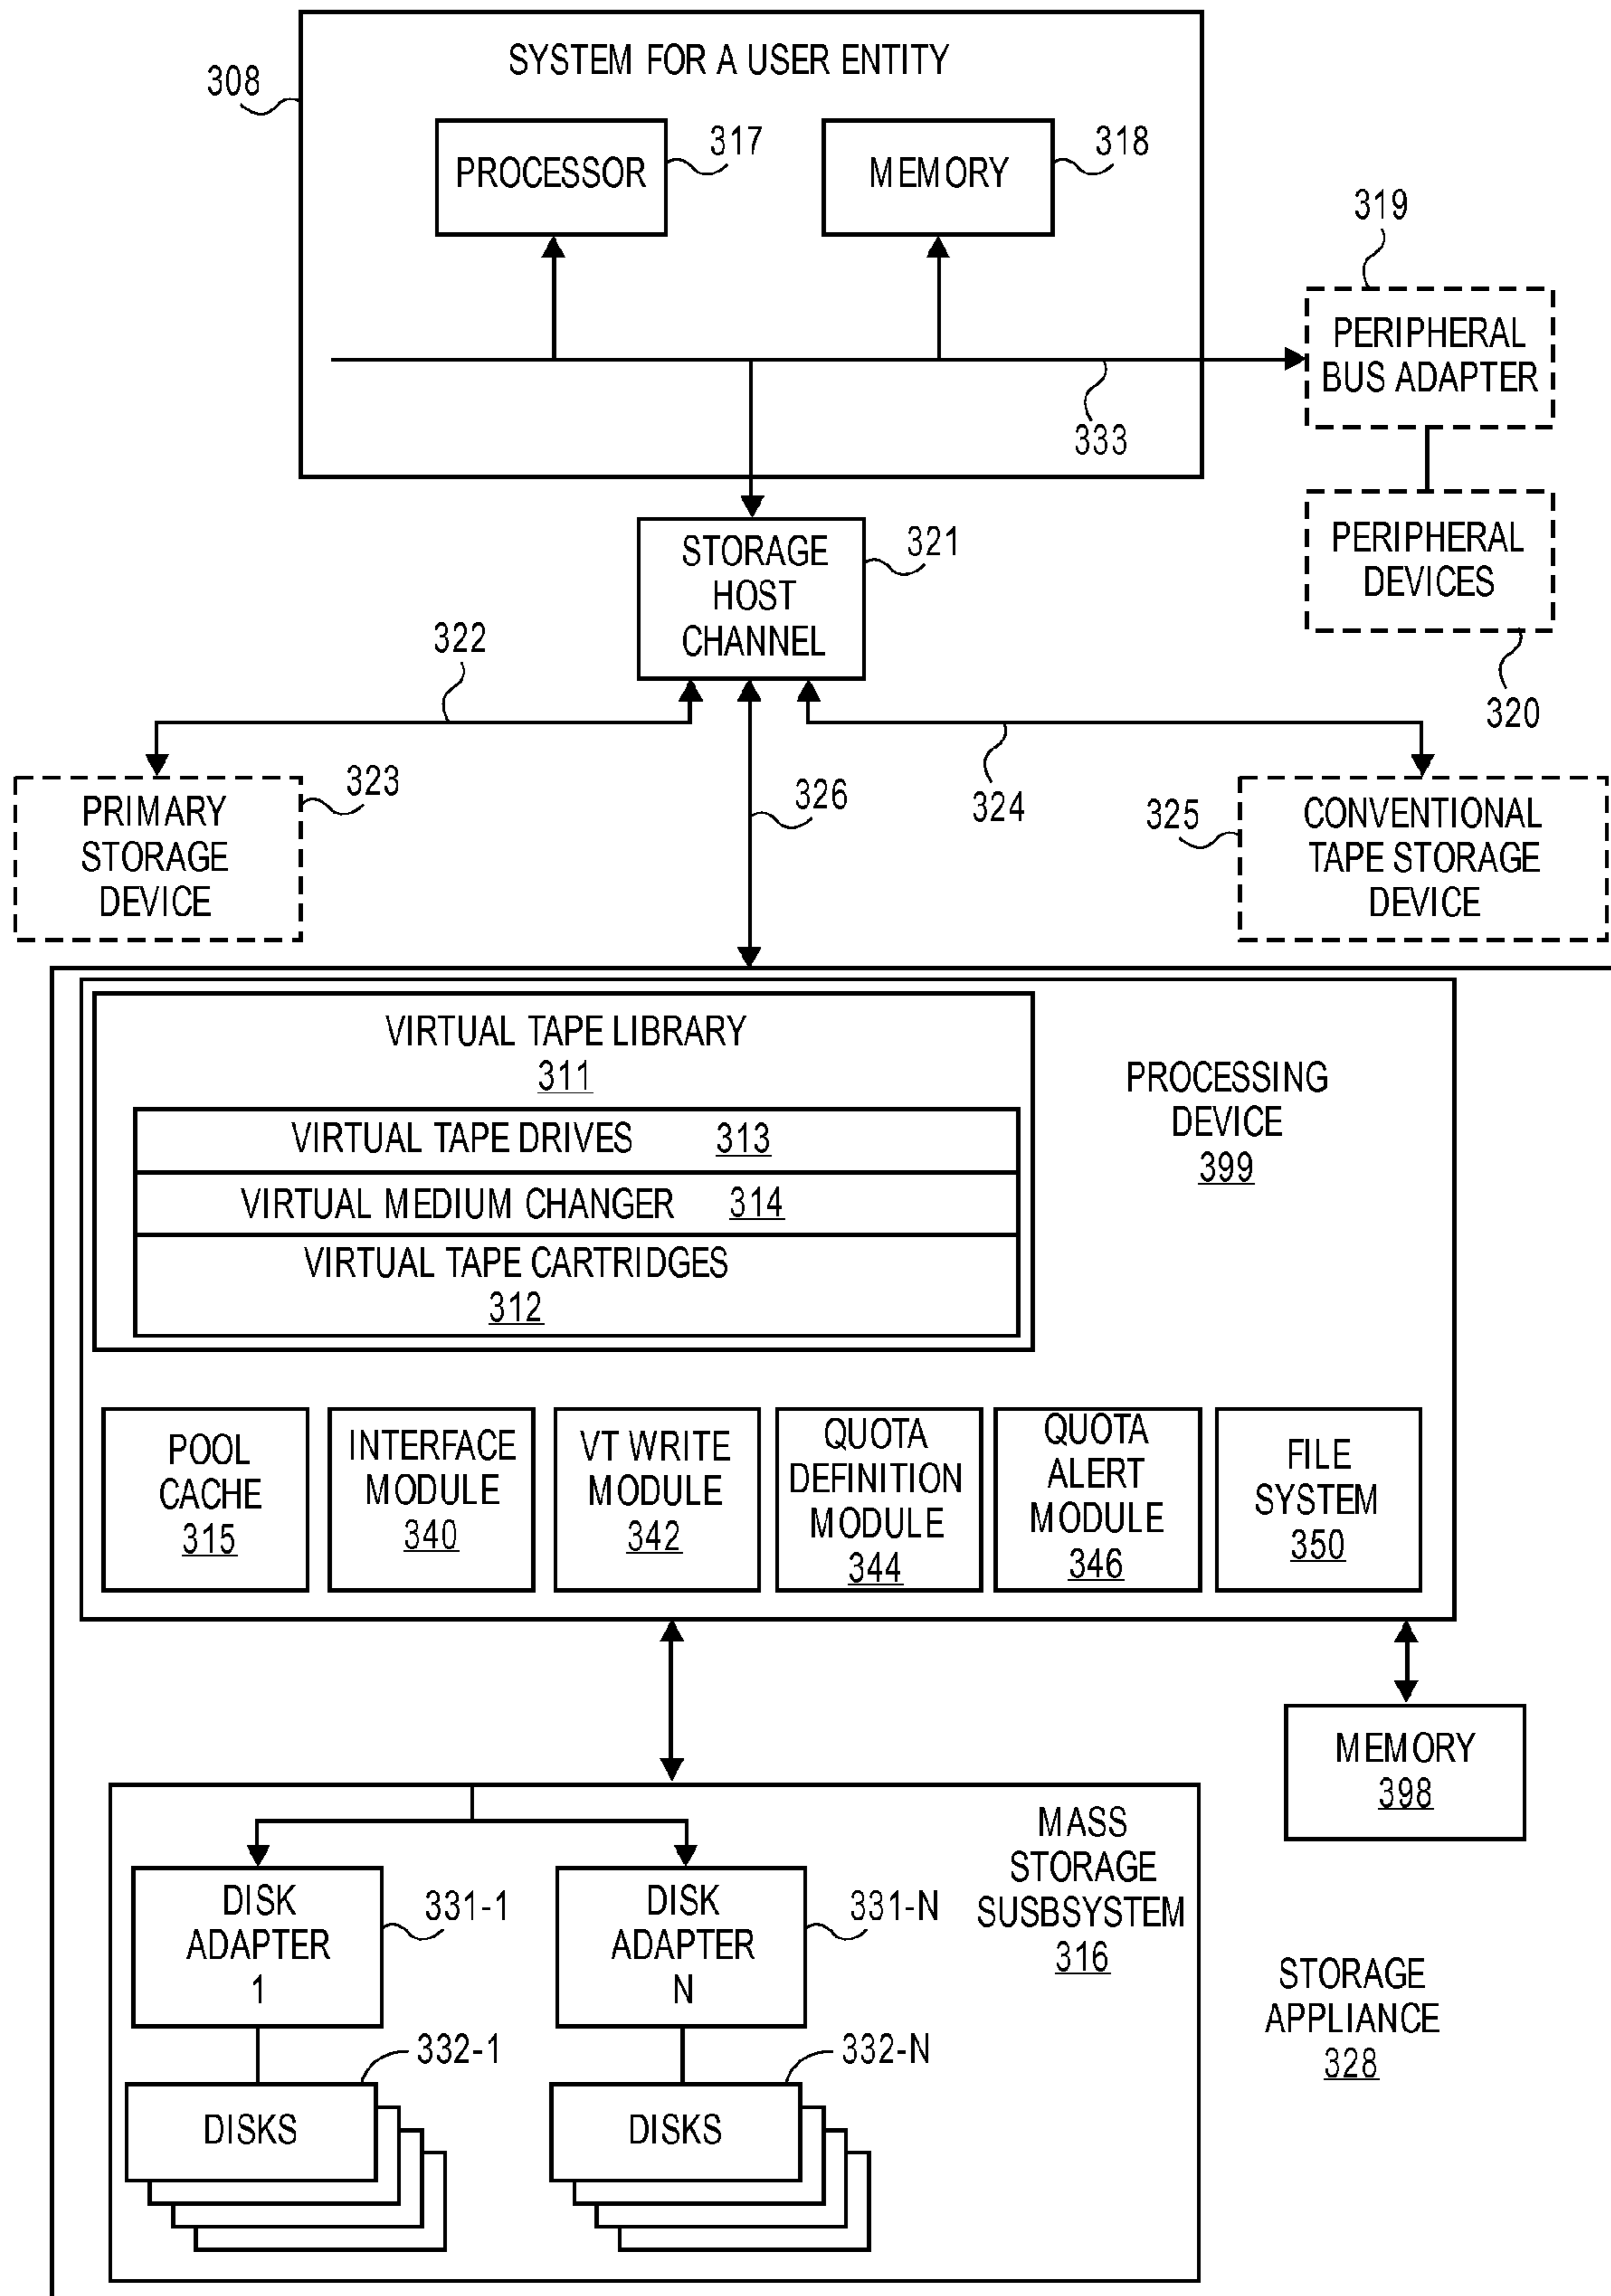 SYSTEM FOR A USER ENTITY
308
PROCESSOR
317
MEMORY
318
319
PERIPHERAL
BUS ADAPTER
333
STORAGE
HOST
CHANNEL
321
PERIPHERAL
DEVICES
320
322
326
324
PRIMARY
STORAGE
DEVICE
323
325
CONVENTIONAL
TAPE STORAGE
DEVICE
VIRTUAL TAPE LIBRARY
311
VIRTUAL TAPE DRIVES 313
VIRTUAL MEDIUM CHANGER 314
VIRTUAL TAPE CARTRIDGES
312
PROCESSING
DEVICE
399
POOL
CACHE
315
INTERFACE
MODULE
340
VT WRITE
MODULE
342
QUOTA
DEFINITION
MODULE
344
QUOTA
ALERT
MODULE
346
FILE
SYSTEM
350
MEMORY
398
MASS
STORAGE
SUSBSYSTEM
316
DISK
ADAPTER
1
331-1
DISK
ADAPTER
N
331-N
332-1
DISKS
332-N
DISKS
STORAGE
APPLIANCE
328